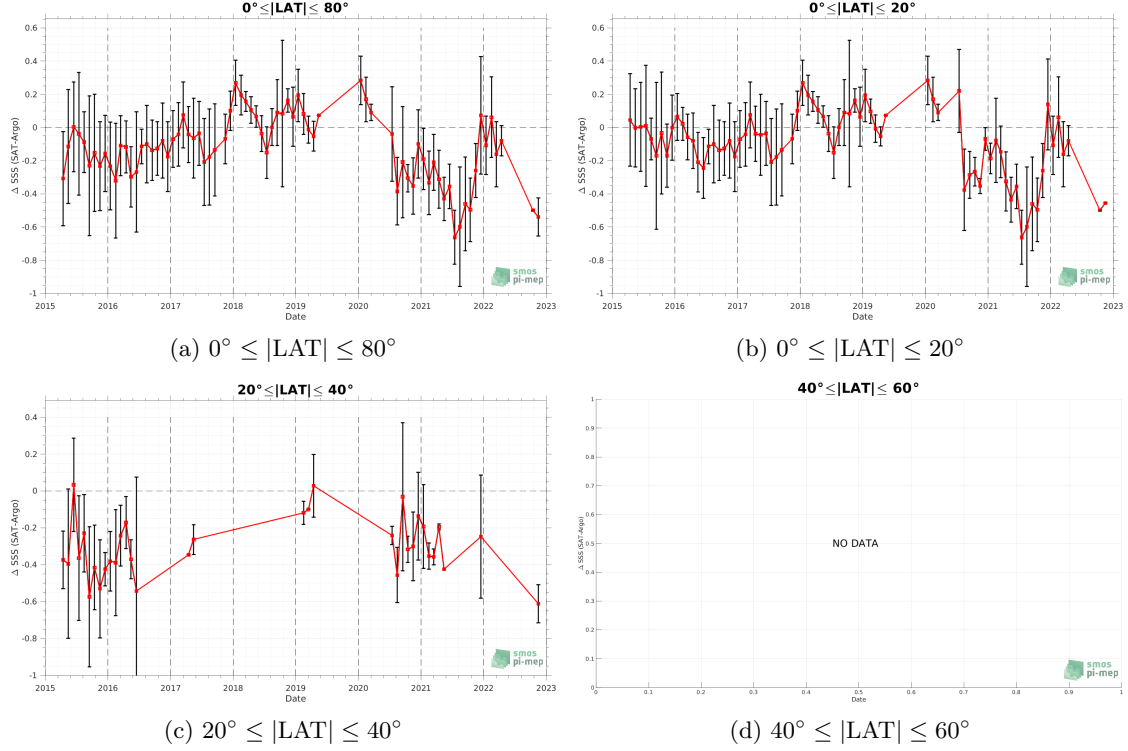 0°≤|LAT|≤ 80°
Δ SSS (SAT-Argo)
0.6
0.4
0.2
0
-0.2
-0.4
-0.6
-0.8
-1
2015 2016 2017 2018 2019 2020 2021 2022 2023
Date
smos
pi-mep
(a) 0° ≤ |LAT| ≤ 80°
0°≤|LAT|≤ 20°
Δ SSS (SAT-Argo)
0.6
0.4
0.2
0
-0.2
-0.4
-0.6
-0.8
-1
2015 2016 2017 2018 2019 2020 2021 2022 2023
Date
smos
pi-mep
(b) 0° ≤ |LAT| ≤ 20°
20°≤|LAT|≤ 40°
Δ SSS (SAT-Argo)
0.4
0.2
0
-0.2
-0.4
-0.6
-0.8
-1
2015 2016 2017 2018 2019 2020 2021 2022 2023
Date
smos
pi-mep
(c) 20° ≤ |LAT| ≤ 40°
40°≤|LAT|≤ 60°
Δ SSS (SAT-Argo)
1
0.9
0.8
0.7
0.6
0.5
0.4
0.3
0.2
0.1
0
NO DATA
0 0.1 0.2 0.3 0.4 0.5 0.6 0.7 0.8 0.9 1
Date
smos
pi-mep
(d) 40° ≤ |LAT| ≤ 60°